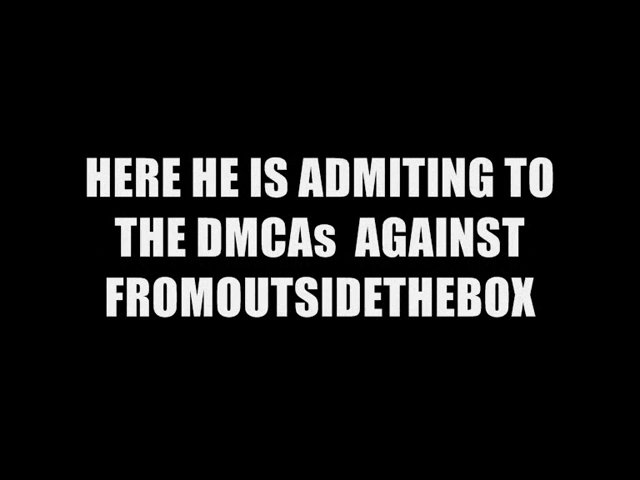 HERE HE IS ADMITING TO
THE DMCAs AGAINST
FROMOUTSIDETHEBOX